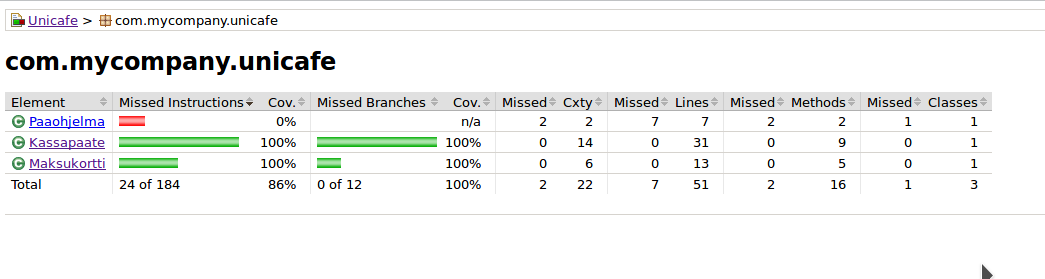 Unicafe > com.mycompany.unicafe
com.mycompany.unicafe
Element Missed Instructions Cov. Missed Branches Cov. Missed Cxty Missed Lines Missed Methods Missed Classes
Paaohjelma 0% n/a 2 2 7 7 2 2 1 1
Kassapaate 100% 100% 0 14 0 31 0 9 0 1
Maksukortti 100% 100% 0 6 0 13 0 5 0 1
Total 24 of 184 86% 0 of 12 100% 2 22 7 51 2 16 1 3